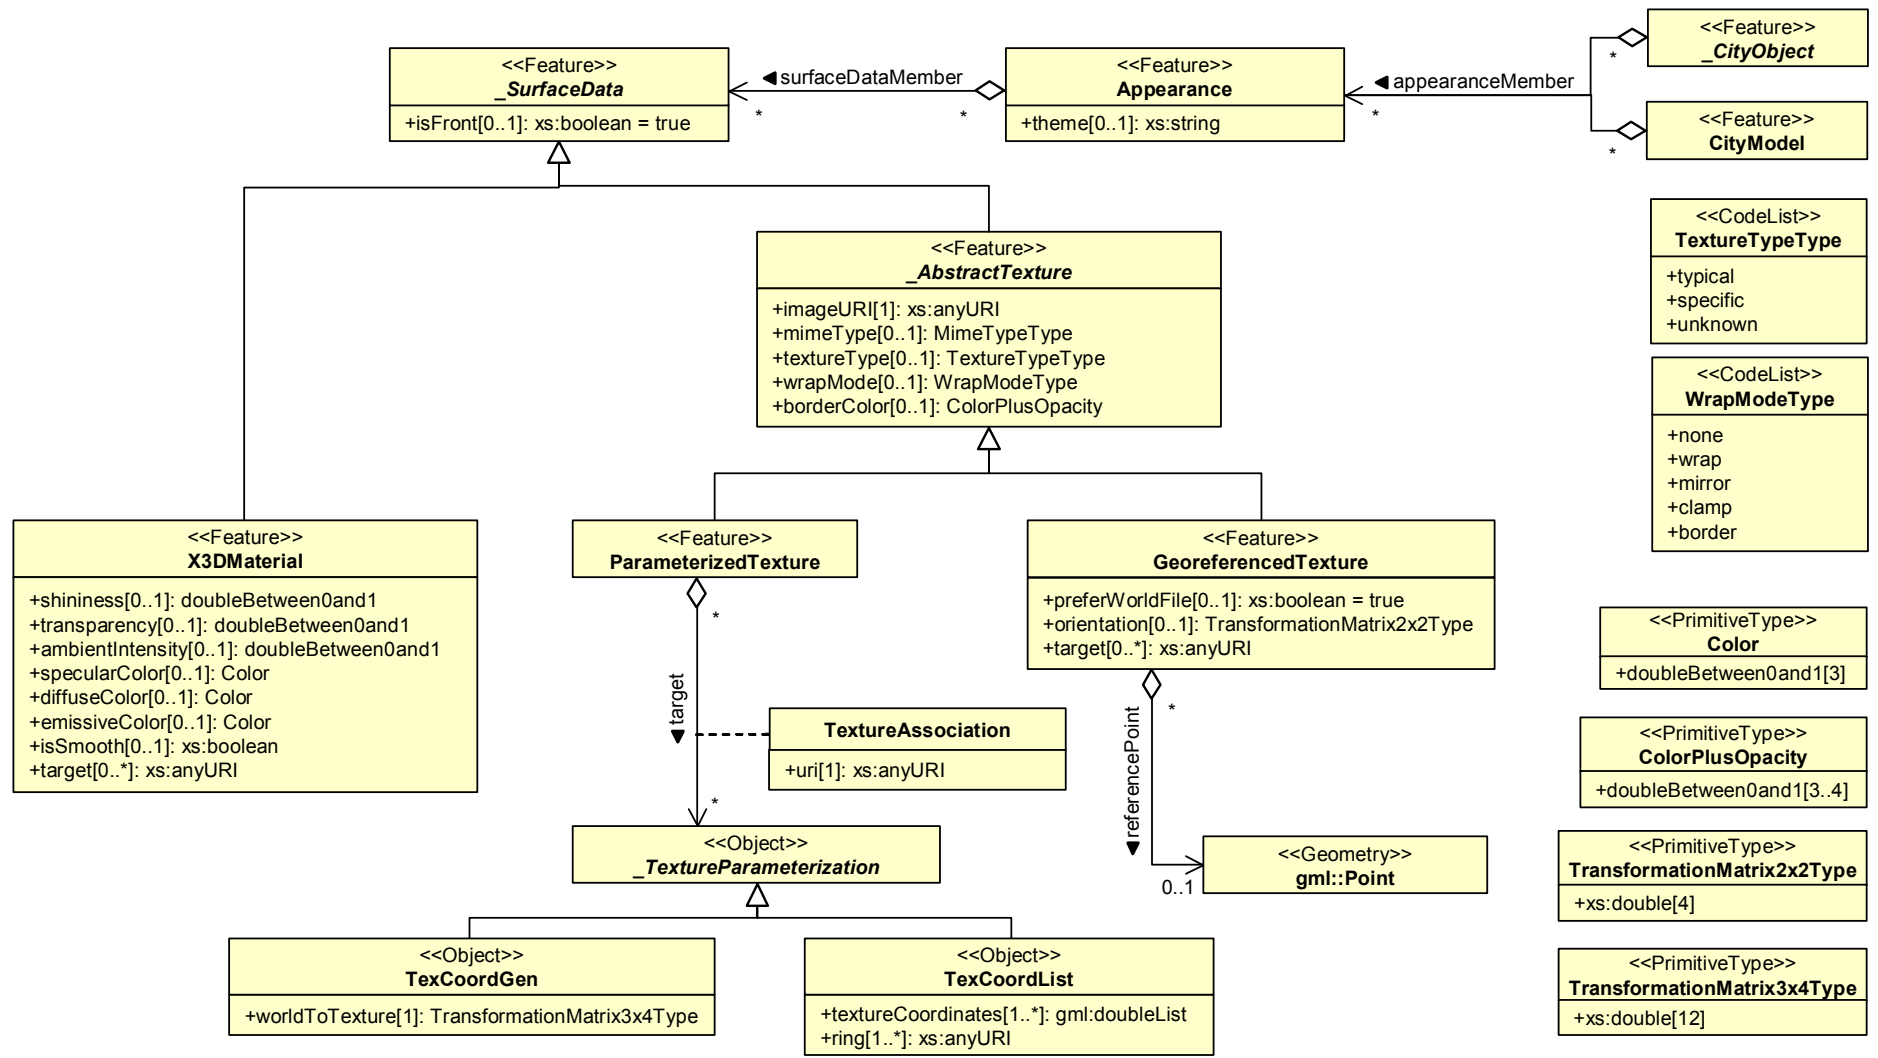 <<Feature>>
_SurfaceData
+isFront[0..1]: xs:boolean = true
surfaceDataMember
*
*
<<Feature>>
Appearance
+theme[0..1]: xs:string
appearanceMember
*
<<Feature>>
_CityObject
*
<<Feature>>
CityModel
*
<<Feature>>
_AbstractTexture
+imageURI[1]: xs:anyURI
+mimeType[0..1]: MimeTypeType
+textureType[0..1]: TextureTypeType
+wrapMode[0..1]: WrapModeType
+borderColor[0..1]: ColorPlusOpacity
<<CodeList>>
TextureTypeType
+typical
+specific
+unknown
<<CodeList>>
WrapModeType
+none
+wrap
+mirror
+clamp
+border
<<Feature>>
X3DMaterial
+shininess[0..1]: doubleBetween0and1
+transparency[0..1]: doubleBetween0and1
+ambientIntensity[0..1]: doubleBetween0and1
+specularColor[0..1]: Color
+diffuseColor[0..1]: Color
+emissiveColor[0..1]: Color
+isSmooth[0..1]: xs:boolean
+target[0..*]: xs:anyURI
<<Feature>>
ParameterizedTexture
*
target
*
<<Feature>>
GeoreferencedTexture
+preferWorldFile[0..1]: xs:boolean = true
+orientation[0..1]: TransformationMatrix2x2Type
+target[0..*]: xs:anyURI
*
referencePoint
0..1
TextureAssociation
+uri[1]: xs:anyURI
<<Object>>
_TextureParameterization
<<Geometry>>
gml::Point
<<Object>>
TexCoordGen
+worldToTexture[1]: TransformationMatrix3x4Type
<<Object>>
TexCoordList
+textureCoordinates[1..*]: gml:doubleList
+ring[1..*]: xs:anyURI
<<PrimitiveType>>
Color
+doubleBetween0and1[3]
<<PrimitiveType>>
ColorPlusOpacity
+doubleBetween0and1[3..4]
<<PrimitiveType>>
TransformationMatrix2x2Type
+xs:double[4]
<<PrimitiveType>>
TransformationMatrix3x4Type
+xs:double[12]